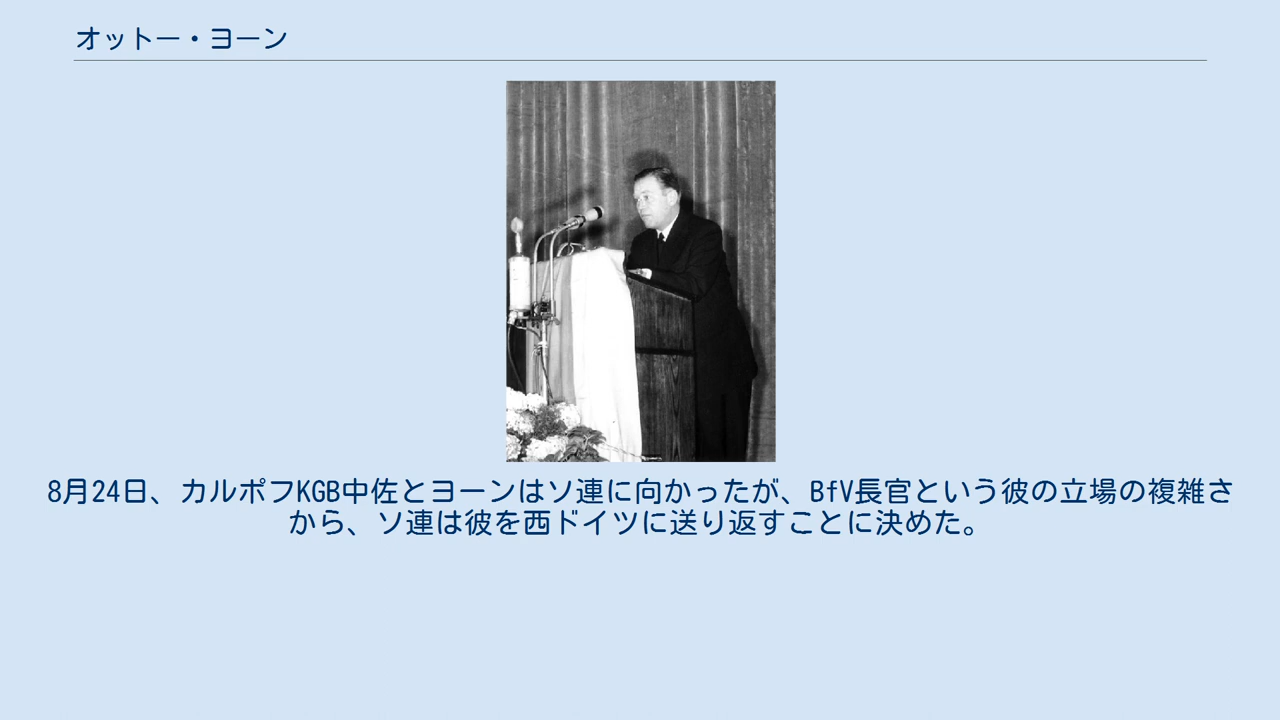 オットー・ヨーン
8月24日、カルポフKGB中佐とヨーンはソ連に向かったが、BfV長官という彼の立場の複雑さ
から、ソ連は彼を西ドイツに送り返すことに決めた。